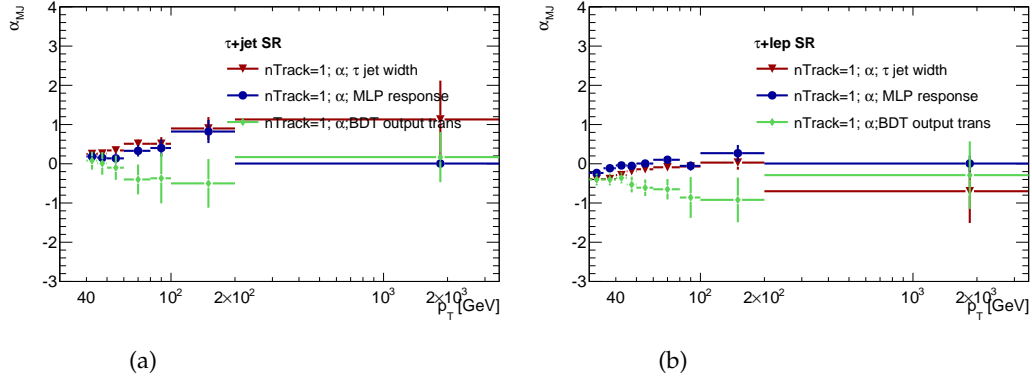 α_MJ
4
3
2
1
0
−1
−2
−3
τ+jet SR
nTrack=1; α; τ jet width
nTrack=1; α; MLP response
nTrack=1; α;BDT output trans
40
10²
2×10²
10³
2×10³
p_T [GeV]
(a)
α_MJ
4
3
2
1
0
−1
−2
−3
τ+lep SR
nTrack=1; α; τ jet width
nTrack=1; α; MLP response
nTrack=1; α;BDT output trans
40
10²
2×10²
10³
2×10³
p_T [GeV]
(b)